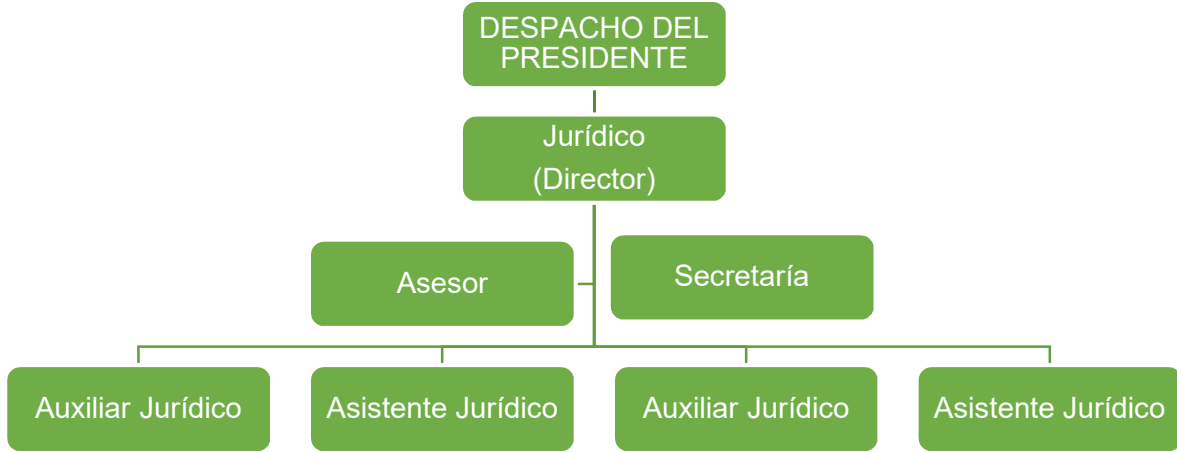 DESPACHO DEL
PRESIDENTE
Jurídico
(Director)
Asesor
Secretaría
Auxiliar Jurídico
Asistente Jurídico
Auxiliar Jurídico
Asistente Jurídico